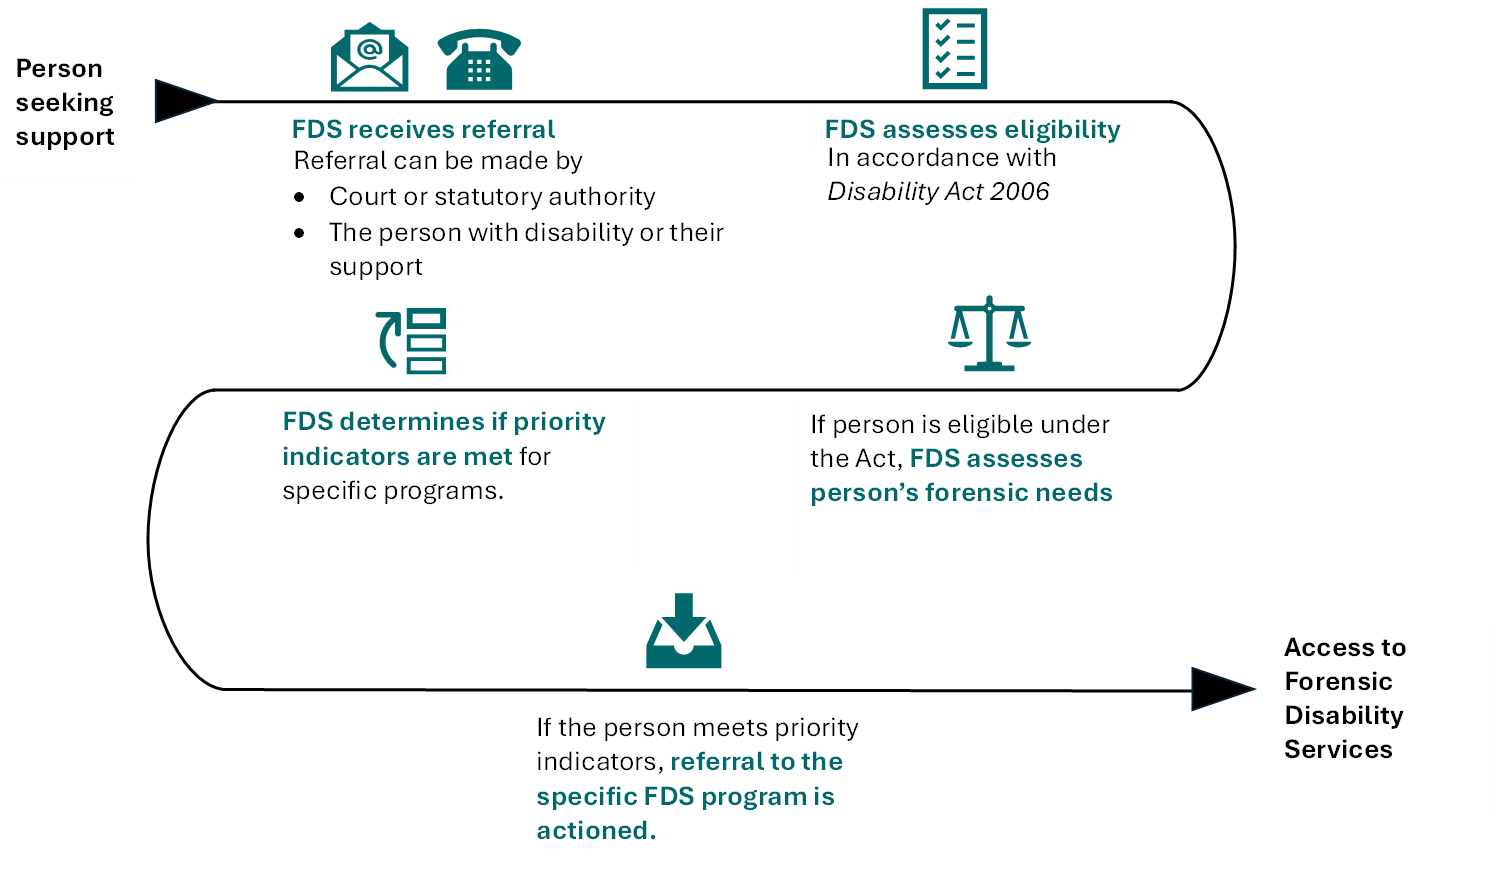 Person
seeking
support
FDS receives referral
Referral can be made by
• Court or statutory authority
• The person with disability or their
support
FDS assesses eligibility
In accordance with
Disability Act 2006
If person is eligible under
the Act, FDS assesses
person’s forensic needs
FDS determines if priority
indicators are met for
specific programs.
If the person meets priority
indicators, referral to the
specific FDS program is
actioned.
Access to
Forensic
Disability
Services